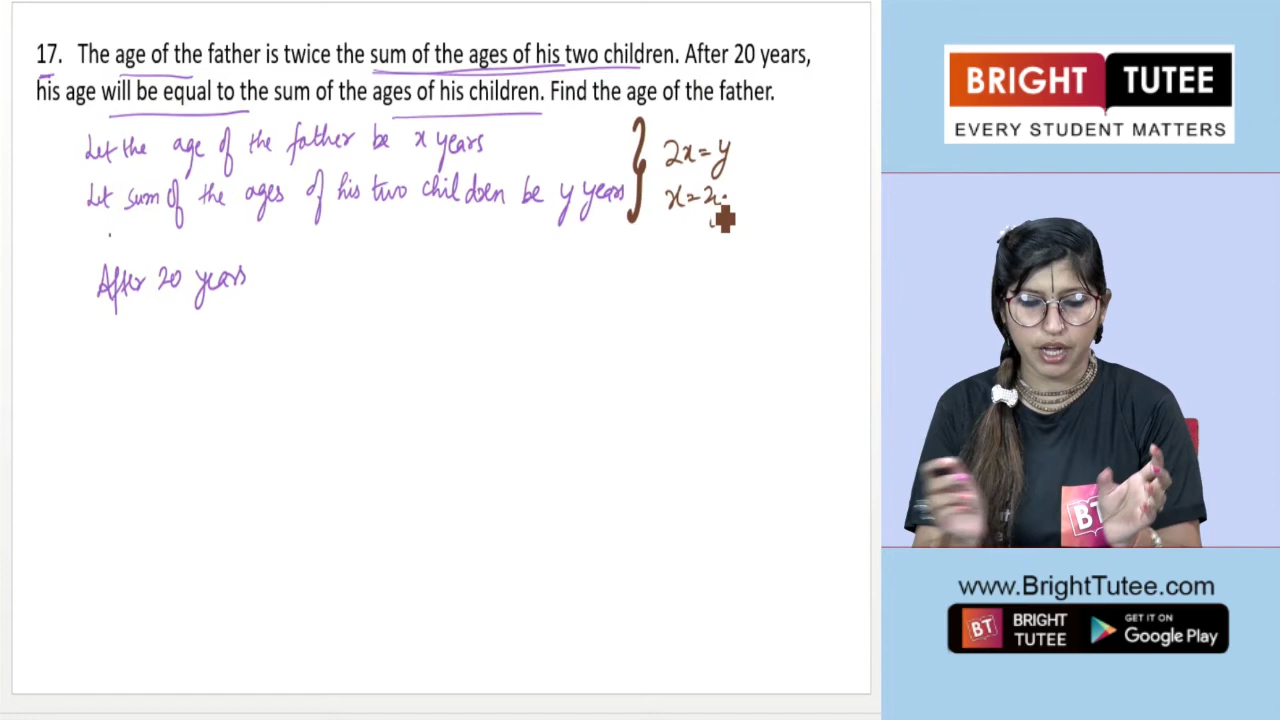 17. The age of the father is twice the sum of the ages of his two children. After 20 years,
his age will be equal to the sum of the ages of his children. Find the age of the father.
Let the age of the father be x years
Let sum of the ages of his two children be y years
2x=y
x=2
After 20 years
BRIGHT TUTEE
EVERY STUDENT MATTERS
BT
www.BrightTutee.com
BT BRIGHT TUTEE
GET IT ON
Google Play